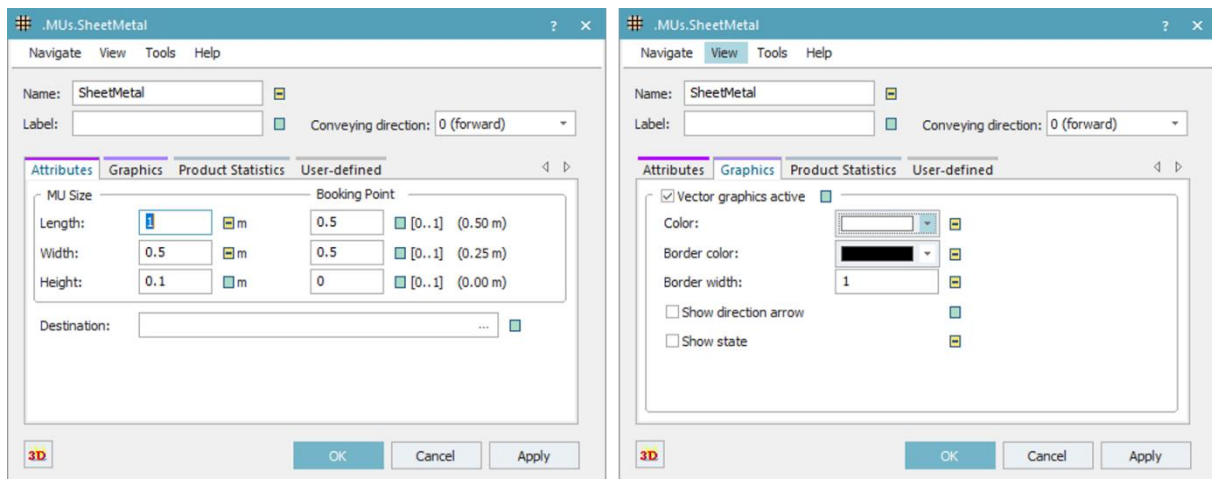 .MUs.SheetMetal ? ×
Navigate View Tools Help
Name: SheetMetal
Label: Conveying direction: 0 (forward)
Attributes Graphics Product Statistics User-defined
MU Size Booking Point
Length: 1 m 0.5 [0..1] (0.50 m)
Width: 0.5 m 0.5 [0..1] (0.25 m)
Height: 0.1 m 0 [0..1] (0.00 m)
Destination: ...
3D OK Cancel Apply
.MUs.SheetMetal ? ×
Navigate View Tools Help
Name: SheetMetal
Label: Conveying direction: 0 (forward)
Attributes Graphics Product Statistics User-defined
Vector graphics active
Color:
Border color:
Border width: 1
Show direction arrow
Show state
3D OK Cancel Apply